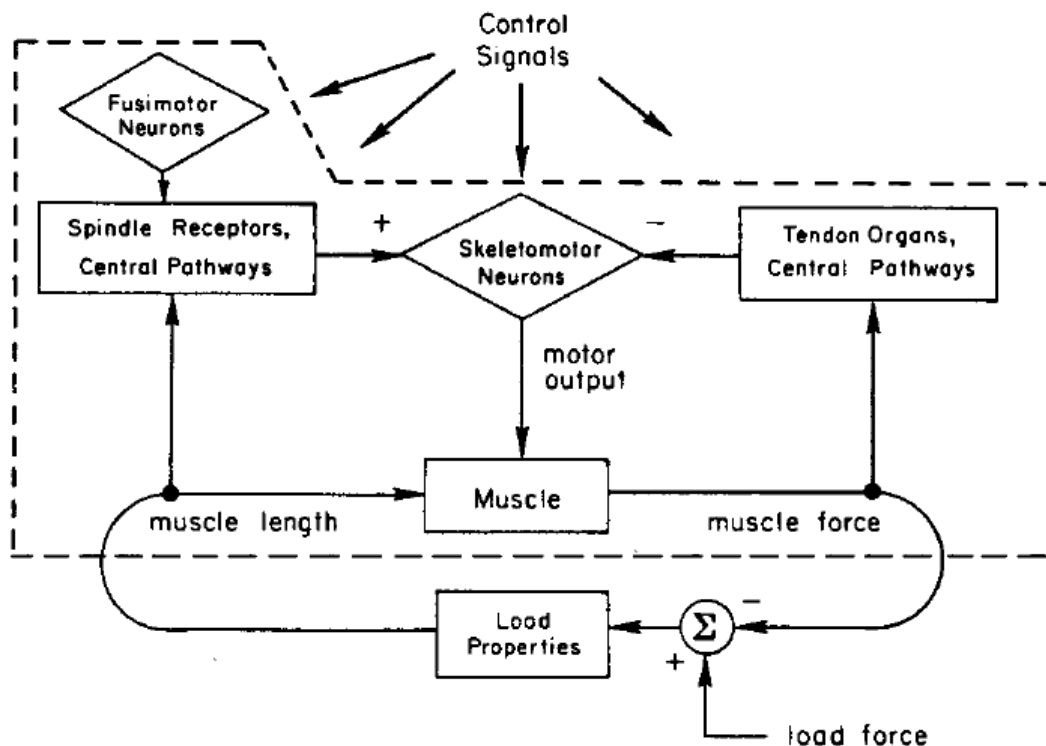 Control
Signals
Fusimotor
Neurons
Spindle Receptors,
Central Pathways
+
Skeletomotor
Neurons
−
Tendon Organs,
Central Pathways
motor
output
Muscle
muscle length
muscle force
Load
Properties
Σ
−
+
load force